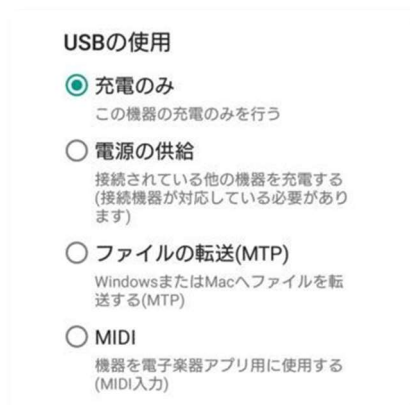 USBの使用
充電のみ
この機器の充電のみを行う
電源の供給
接続されている他の機器を充電する
(接続機器が対応している必要があり
ます)
ファイルの転送(MTP)
WindowsまたはMacへファイルを転
送する(MTP)
MIDI
機器を電子楽器アプリ用に使用する
(MIDI入力)